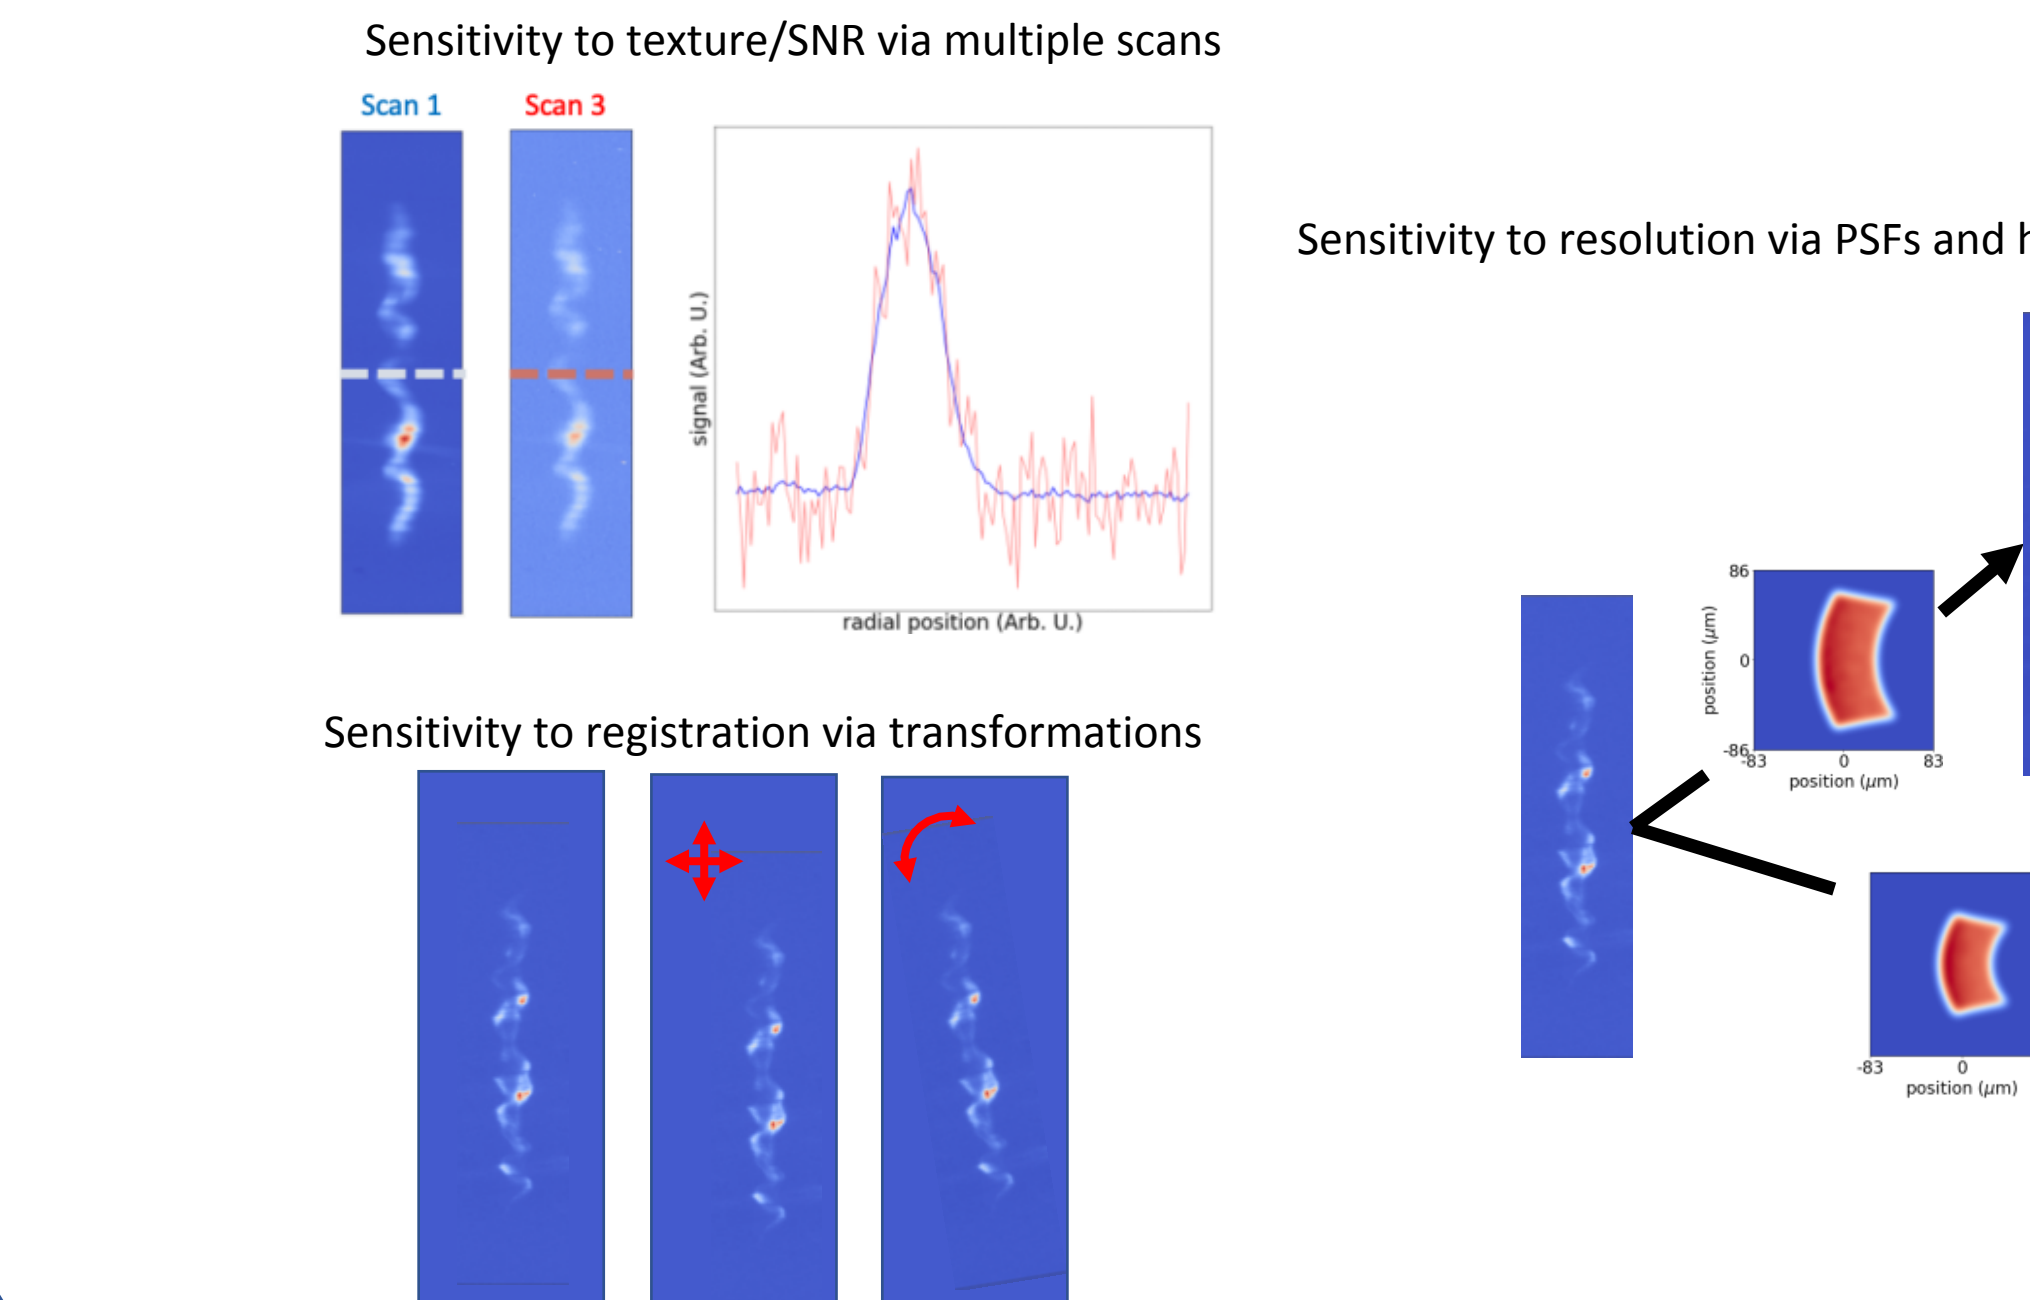 Sensitivity to texture/SNR via multiple scans
Scan 1
Scan 3
signal (Arb. U.)
radial position (Arb. U.)
Sensitivity to registration via transformations
Sensitivity to resolution via PSFs and
86
0
-86
position (μm)
-83 0 83
position (μm)
-83 0
position (μm)